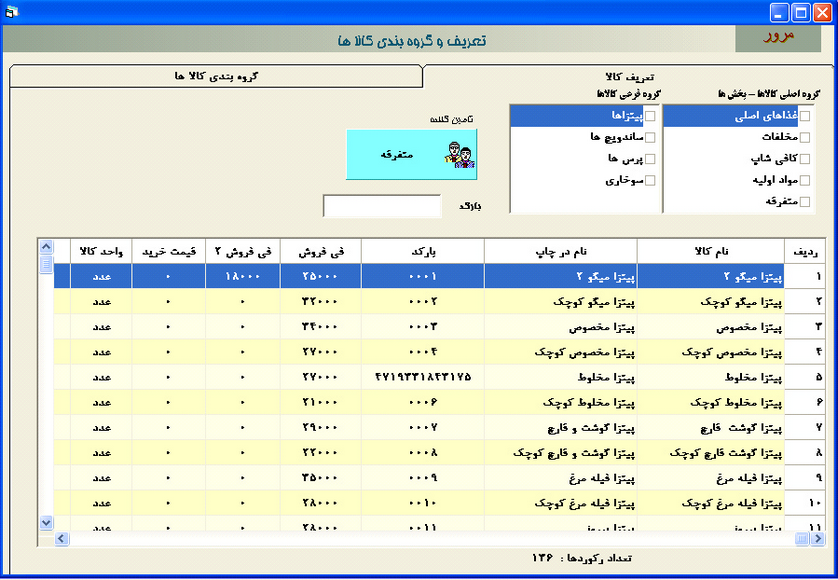 مرور
تعریف و گروه بندی کالا ها
تعریف کالا
گروه بندی کالا ها
گروه اصلی کالاها - بخش ها
غذاهای اصلی
مخلفات
کافی شاپ
مواد اولیه
متفرقه
گروه فرعی کالاها
پیتزاها
ساندویچ ها
پرس ها
سوخاری
تامین کننده
متفرقه
بارکد
ردیف نام کالا نام در چاپ بارکد فی فروش فی فروش ۲ قیمت خرید واحد کالا
۱ پیتزا میگو ۲ پیتزا میگو ۲ ۰۰۰۱ ۲۵۰۰۰ ۱۸۰۰۰ ۰ عدد
۲ پیتزا میگو کوچک پیتزا میگو کوچک ۰۰۰۲ ۳۲۰۰۰ ۰ ۰ عدد
۳ پیتزا مخصوص پیتزا مخصوص ۰۰۰۳ ۳۴۰۰۰ ۰ ۰ عدد
۴ پیتزا مخصوص کوچک پیتزا مخصوص کوچک ۰۰۰۴ ۲۷۰۰۰ ۰ ۰ عدد
۵ پیتزا مخلوط پیتزا مخلوط ۴۷۱۹۳۳۱۸۴۳۱۷۵ ۲۷۰۰۰ ۰ ۰ عدد
۶ پیتزا مخلوط کوچک پیتزا مخلوط کوچک ۰۰۰۶ ۲۱۰۰۰ ۰ ۰ عدد
۷ پیتزا گوشت قارچ پیتزا گوشت و قارچ ۰۰۰۷ ۲۹۰۰۰ ۰ ۰ عدد
۸ پیتزا گوشت قارچ کوچک پیتزا گوشت و قارچ کوچک ۰۰۰۸ ۲۲۰۰۰ ۰ ۰ عدد
۹ پیتزا فیله مرغ پیتزا فیله مرغ ۰۰۰۹ ۳۵۰۰۰ ۰ ۰ عدد
۱۰ پیتزا فیله مرغ کوچک پیتزا فیله مرغ کوچک ۰۰۱۰ ۲۸۰۰۰ ۰ ۰ عدد
۱۱ پیتزا پیتزا ۰۰۱۱ ۲۸۰۰۰ ۰ ۰ عدد
تعداد رکوردها : ۱۳۶